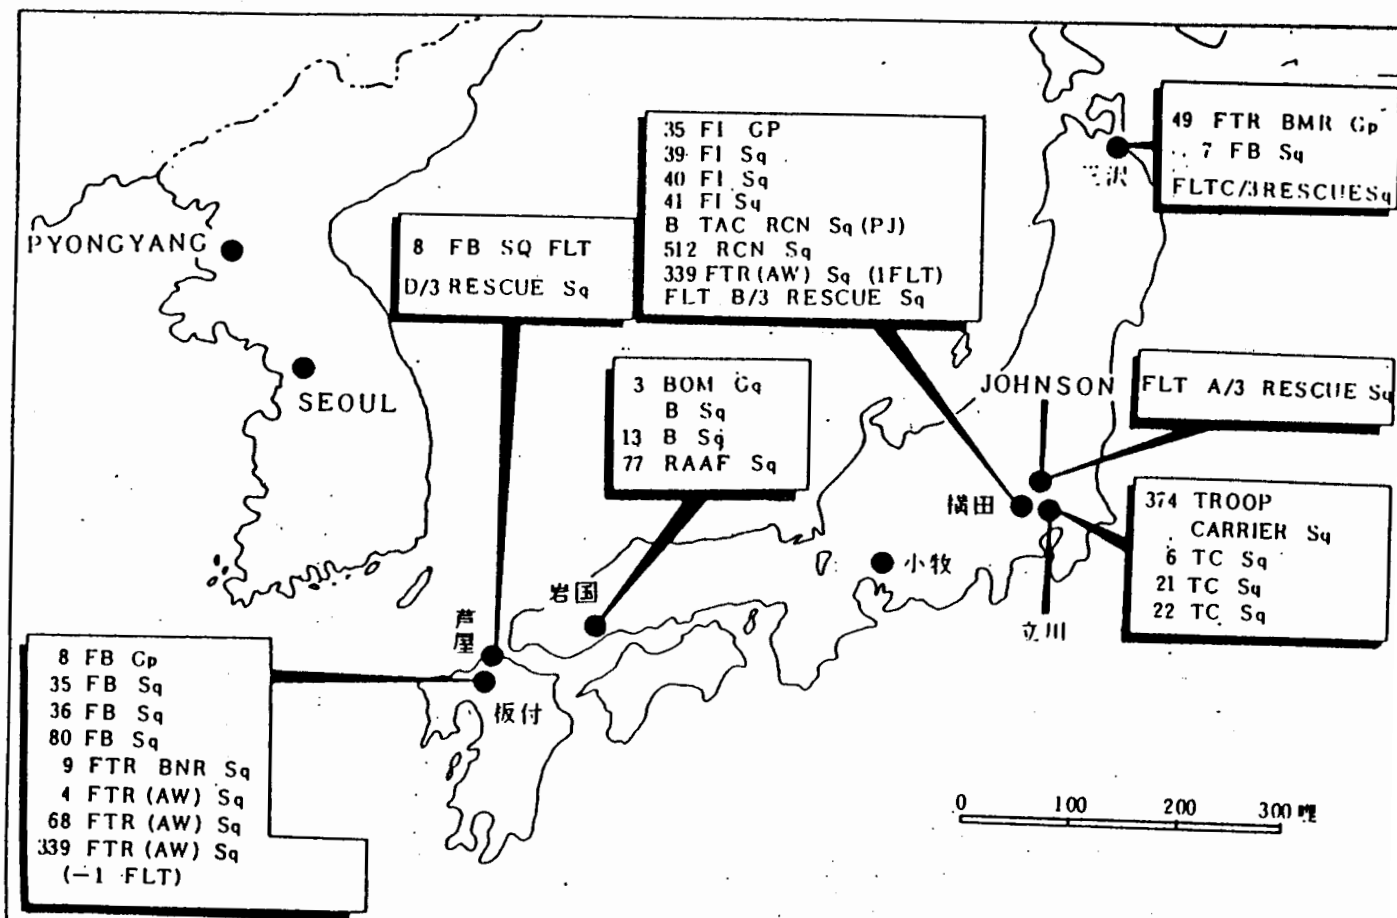 35 FI GP
39 FI Sq
40 FI Sq
41 FI Sq
B TAC RCN Sq (PJ)
512 RCN Sq
339 FTR (AW) Sq (1FLT)
FLT B/3 RESCUE Sq
49 FTR BMR Gp
7 FB Sq
FLTC/3RESCUESq
三沢
8 FB SQ FLT
D/3 RESCUE Sq
PYONGYANG
SEOUL
3 BOM Gq
B Sq
13 B Sq
77 RAAF Sq
JOHNSON
FLT A/3 RESCUE Sq
横田
374 TROOP
CARRIER Sq
6 TC Sq
21 TC Sq
22 TC Sq
小牧
立川
岩国
芦屋
板付
8 FB Gp
35 FB Sq
36 FB Sq
80 FB Sq
9 FTR BNR Sq
4 FTR (AW) Sq
68 FTR (AW) Sq
339 FTR (AW) Sq
(-1 FLT)
0 100 200 300 哩